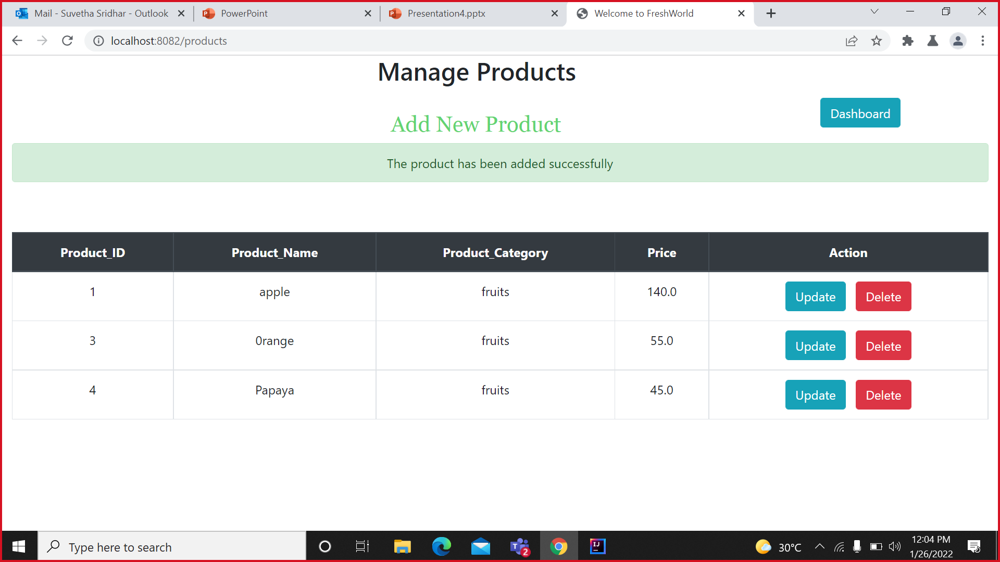 Mail - Suvetha Sridhar - Outlook PowerPoint Presentation4.pptx Welcome to FreshWorld
localhost:8082/products
Manage Products
Dashboard
Add New Product
The product has been added successfully
Product_ID Product_Name Product_Category Price Action
1 apple fruits 140.0 Update Delete
3 0range fruits 55.0 Update Delete
4 Papaya fruits 45.0 Update Delete
Type here to search
T 2
IJ
30°C
12:04 PM
1/26/2022